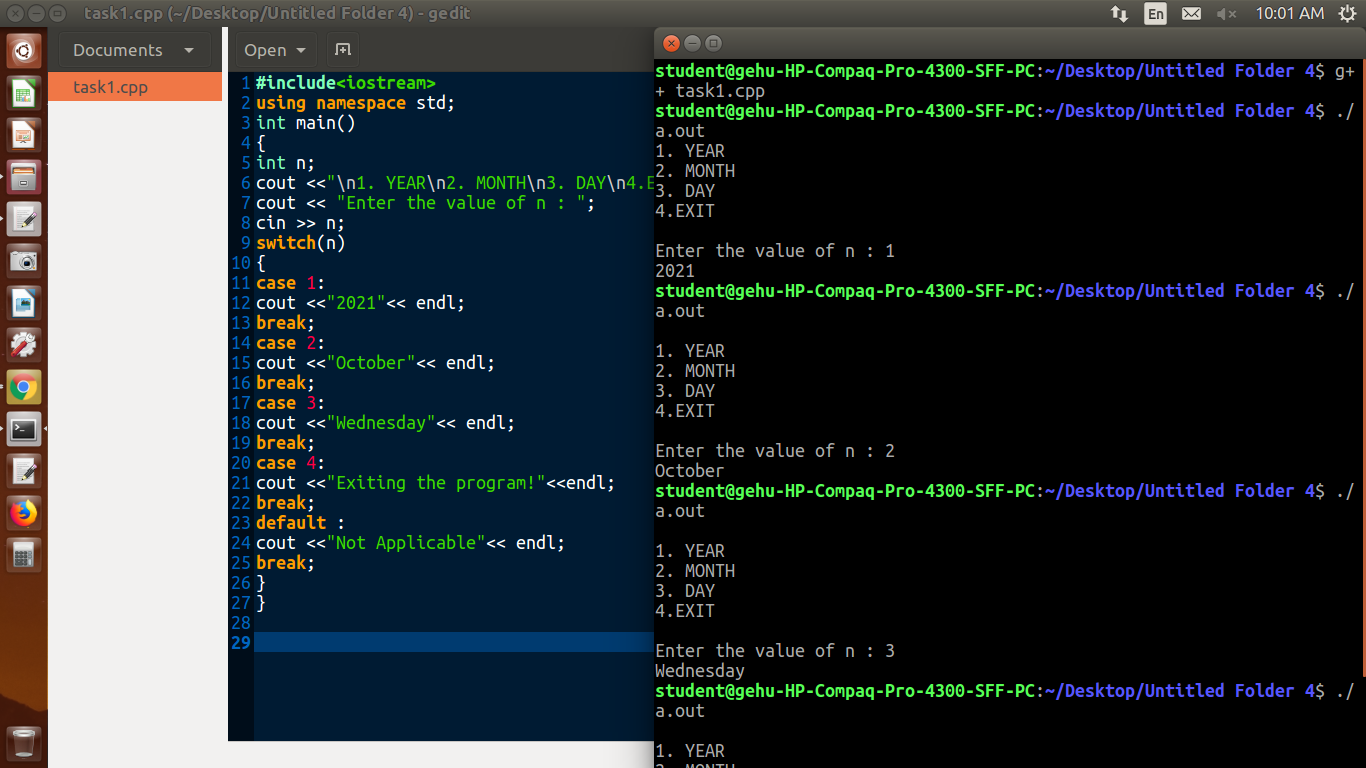 task1.cpp (~/Desktop/Untitled Folder 4) - gedit
En
10:01 AM
Documents
Open
task1.cpp
1 #include<iostream>
2 using namespace std;
3 int main()
4 {
5 int n;
6 cout <<"\n1. YEAR\n2. MONTH\n3. DAY\n4.E
7 cout << "Enter the value of n : ";
8 cin >> n;
9 switch(n)
10 {
11 case 1:
12 cout <<"2021"<< endl;
13 break;
14 case 2:
15 cout <<"October"<< endl;
16 break;
17 case 3:
18 cout <<"Wednesday"<< endl;
19 break;
20 case 4:
21 cout <<"Exiting the program!"<<endl;
22 break;
23 default :
24 cout <<"Not Applicable"<< endl;
25 break;
26 }
27 }
28
29
student@gehu-HP-Compaq-Pro-4300-SFF-PC:~/Desktop/Untitled Folder 4$ g+
+ task1.cpp
student@gehu-HP-Compaq-Pro-4300-SFF-PC:~/Desktop/Untitled Folder 4$ ./
a.out
1. YEAR
2. MONTH
3. DAY
4.EXIT
Enter the value of n : 1
2021
student@gehu-HP-Compaq-Pro-4300-SFF-PC:~/Desktop/Untitled Folder 4$ ./
a.out
1. YEAR
2. MONTH
3. DAY
4.EXIT
Enter the value of n : 2
October
student@gehu-HP-Compaq-Pro-4300-SFF-PC:~/Desktop/Untitled Folder 4$ ./
a.out
1. YEAR
2. MONTH
3. DAY
4.EXIT
Enter the value of n : 3
Wednesday
student@gehu-HP-Compaq-Pro-4300-SFF-PC:~/Desktop/Untitled Folder 4$ ./
a.out
1. YEAR
2. MONTH